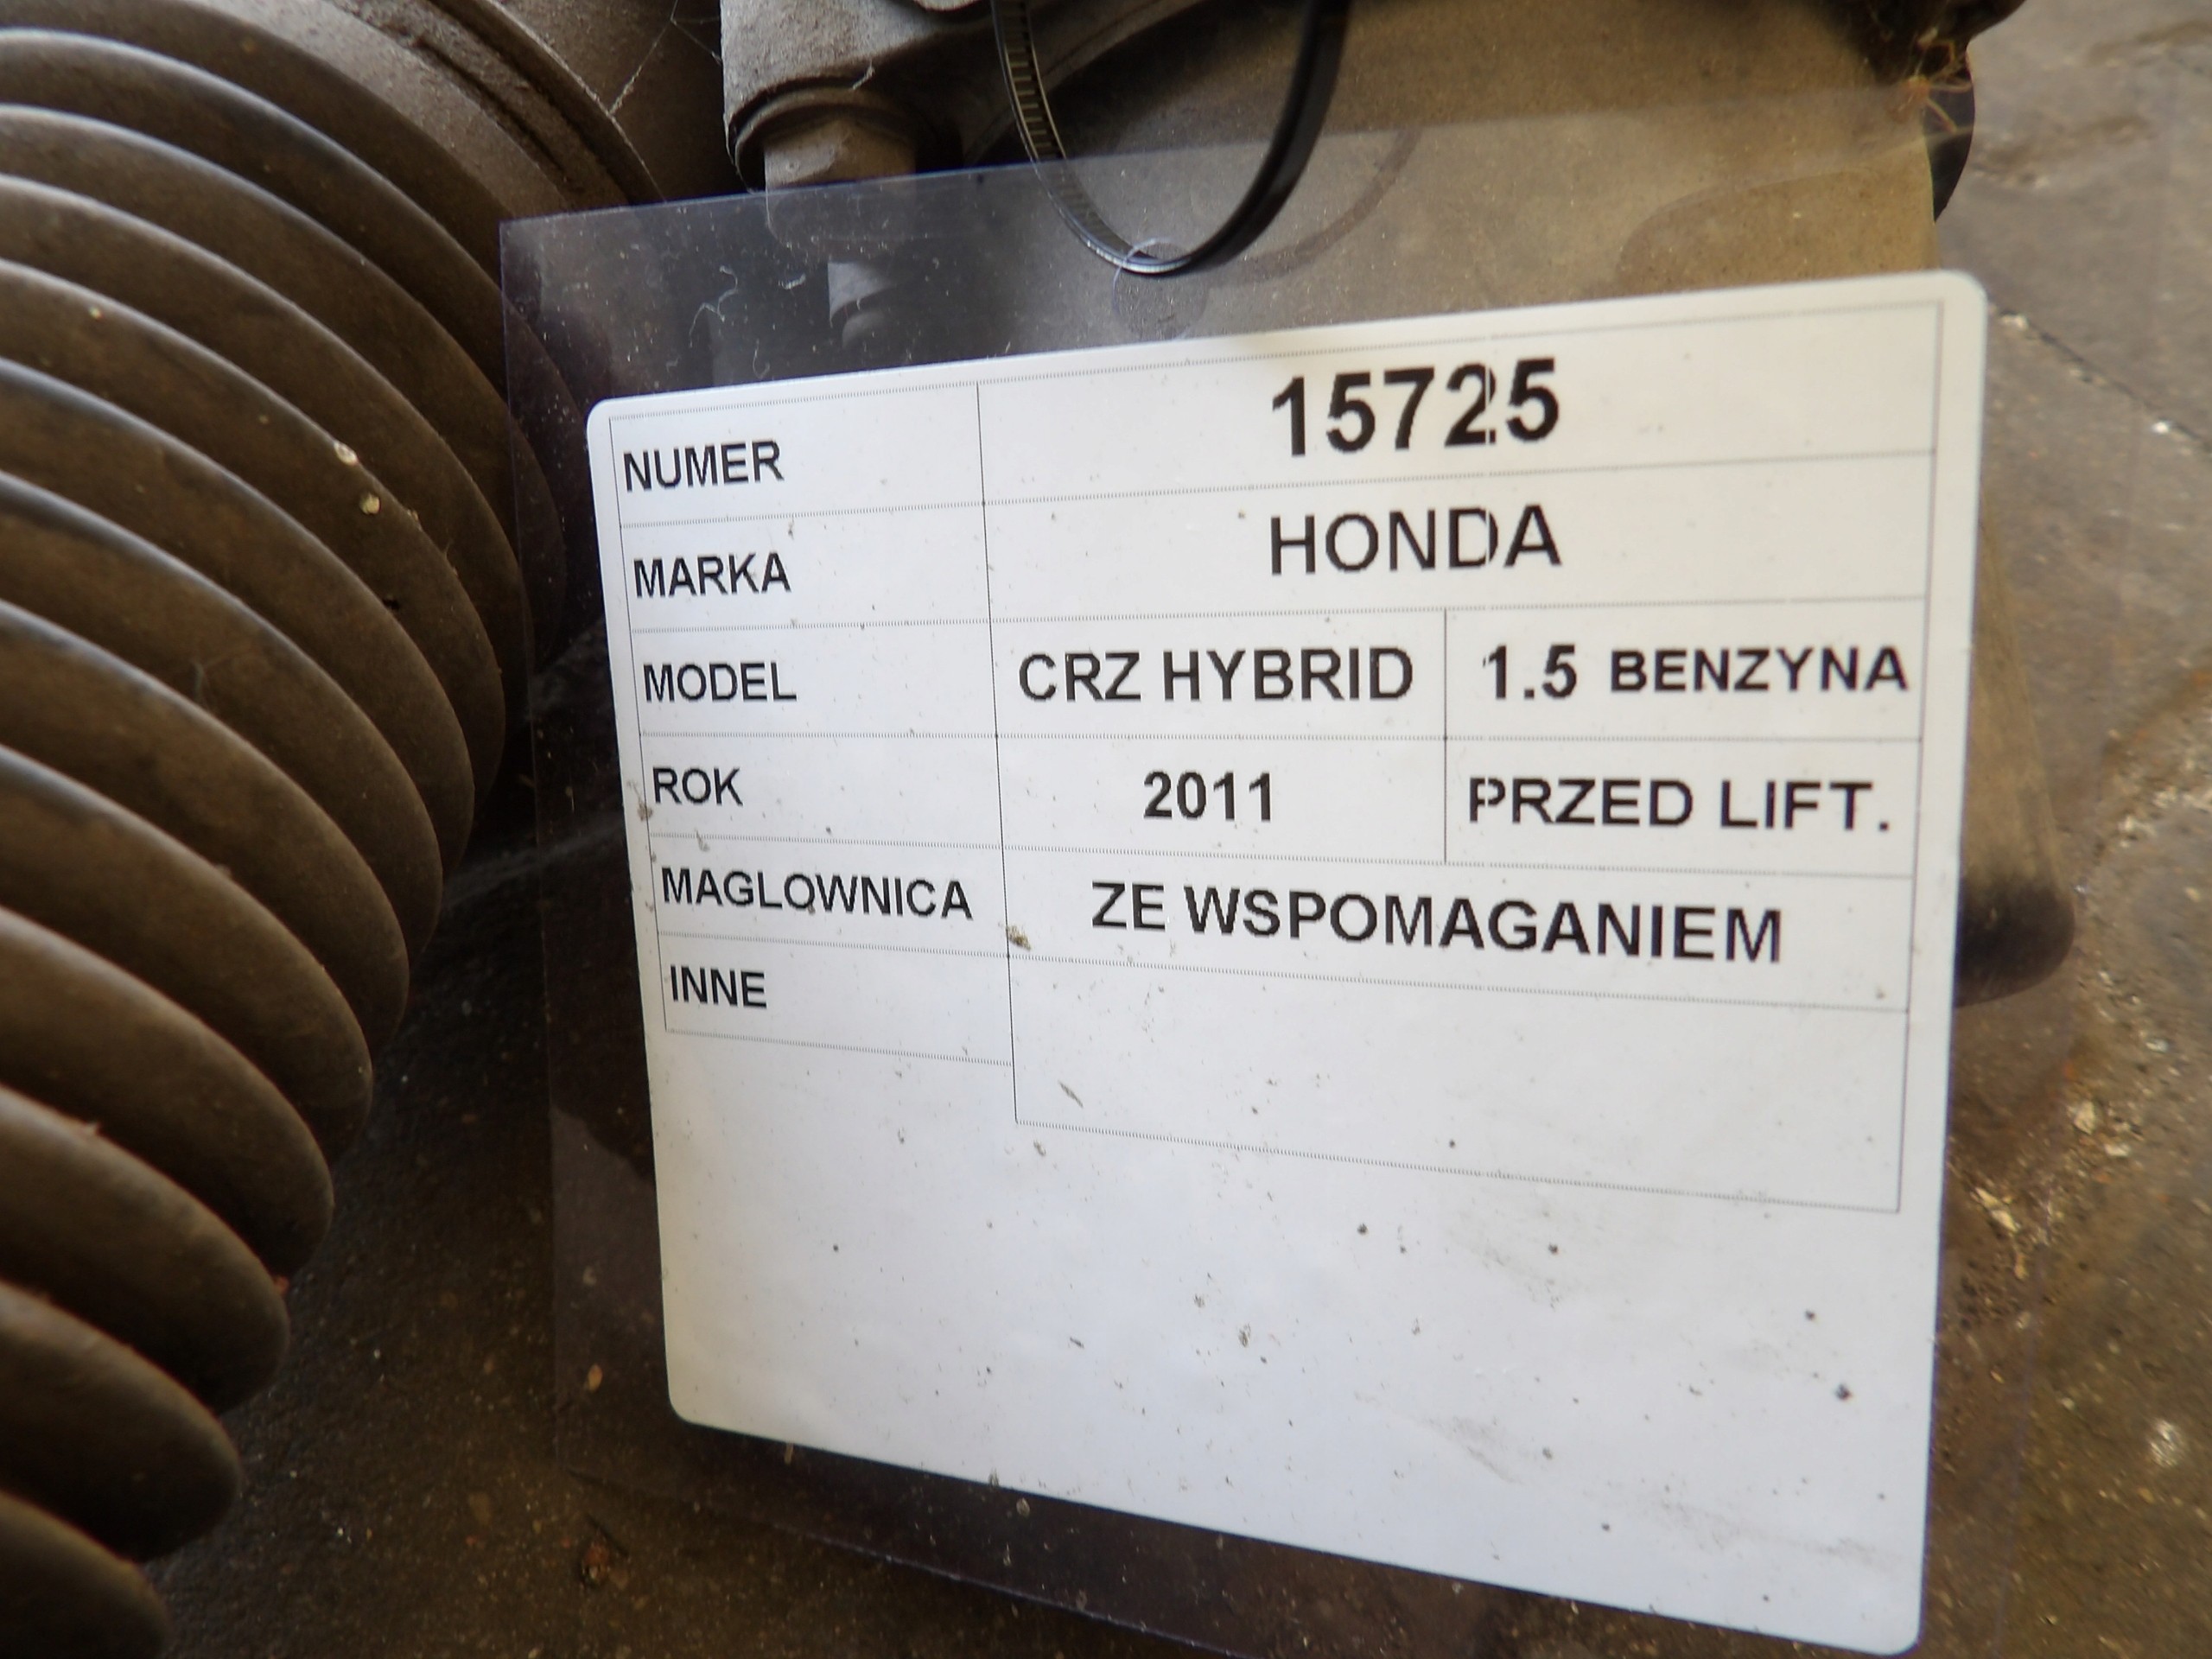 NUMER 15725
MARKA HONDA
MODEL CRZ HYBRID 1.5 BENZYNA
ROK 2011 PRZED LIFT.
MAGLOWNICA ZE WSPOMAGANIEM
INNE